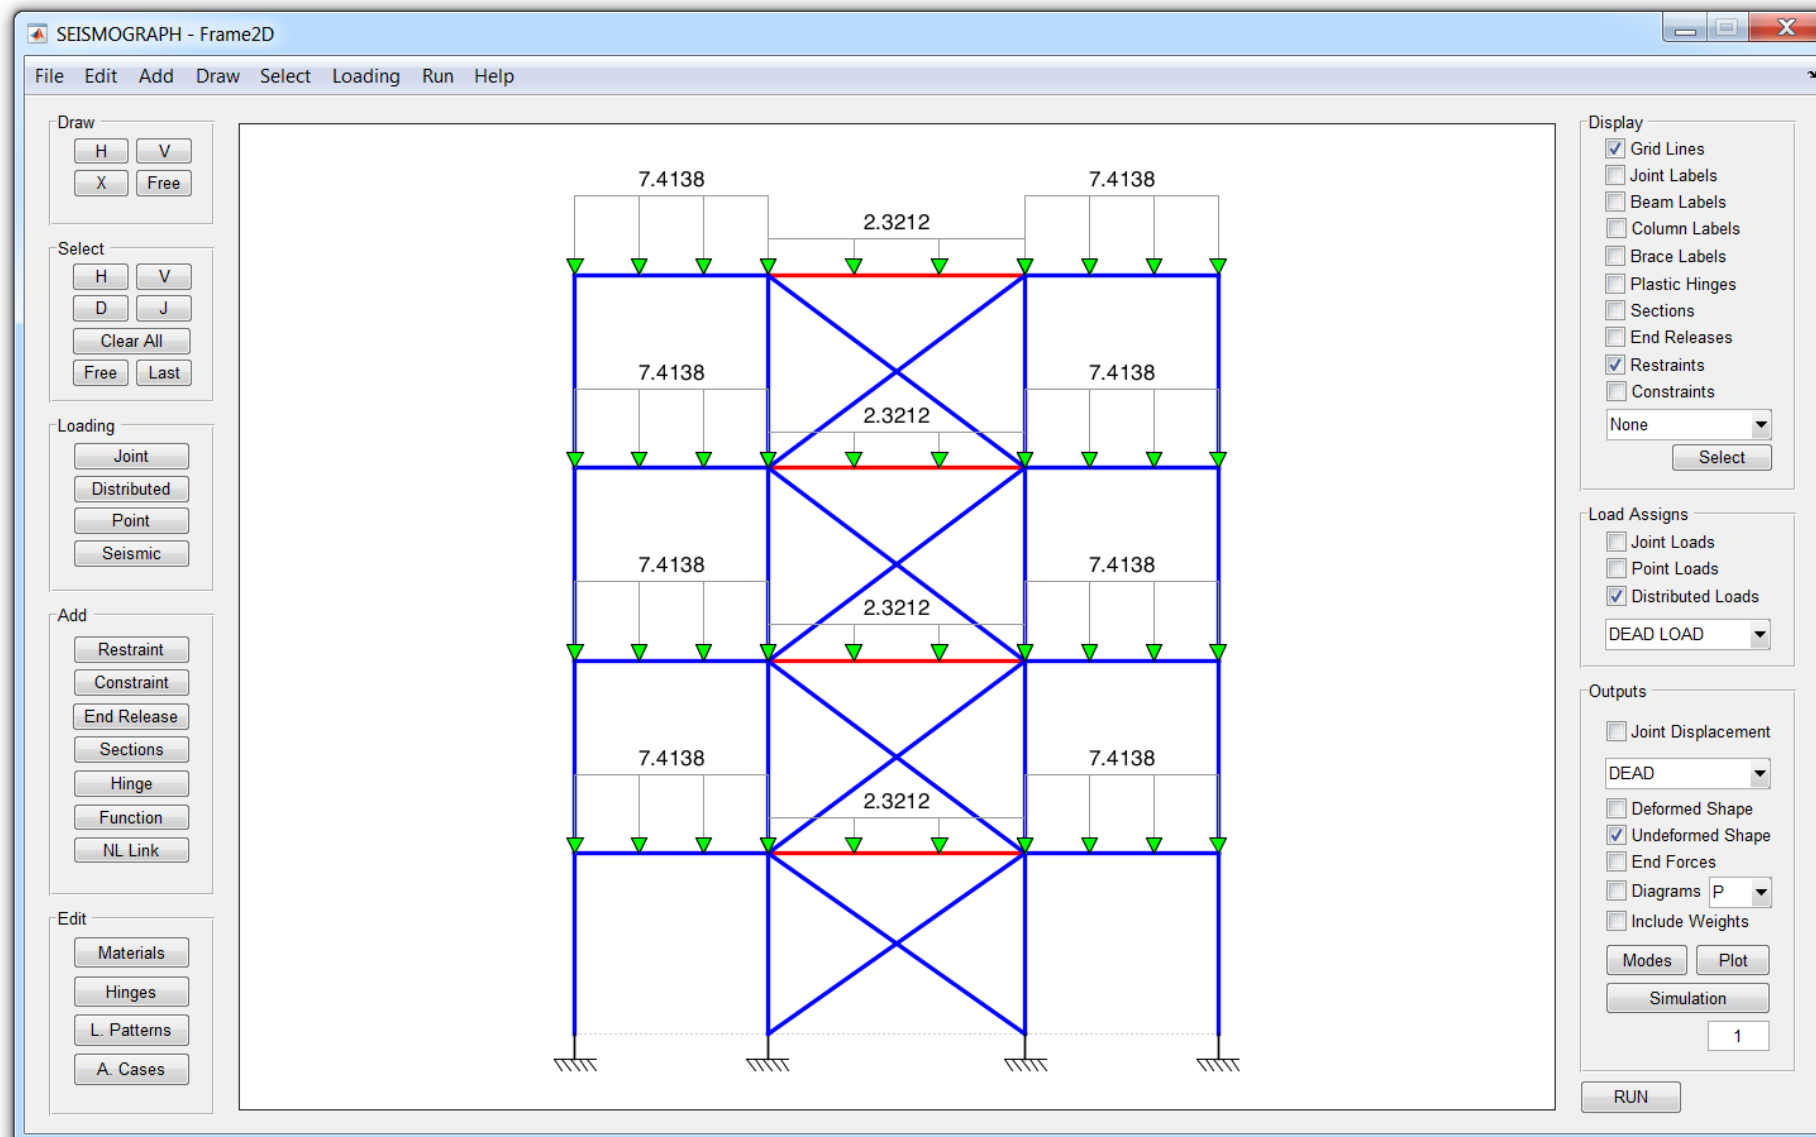 SEISMOGRAPH - Frame2D
File Edit Add Draw Select Loading Run Help
Draw
H V
X Free
Select
H V
D J
Clear All
Free Last
Loading
Joint
Distributed
Point
Seismic
Add
Restraint
Constraint
End Release
Sections
Hinge
Function
NL Link
Edit
Materials
Hinges
L. Patterns
A. Cases
7.4138 7.4138
2.3212
7.4138 7.4138
2.3212
7.4138 7.4138
2.3212
7.4138 7.4138
2.3212
Display
Grid Lines
Joint Labels
Beam Labels
Column Labels
Brace Labels
Plastic Hinges
Sections
End Releases
Restraints
Constraints
None
Select
Load Assigns
Joint Loads
Point Loads
Distributed Loads
DEAD LOAD
Outputs
Joint Displacement
DEAD
Deformed Shape
Undeformed Shape
End Forces
Diagrams P
Include Weights
Modes Plot
Simulation
1
RUN